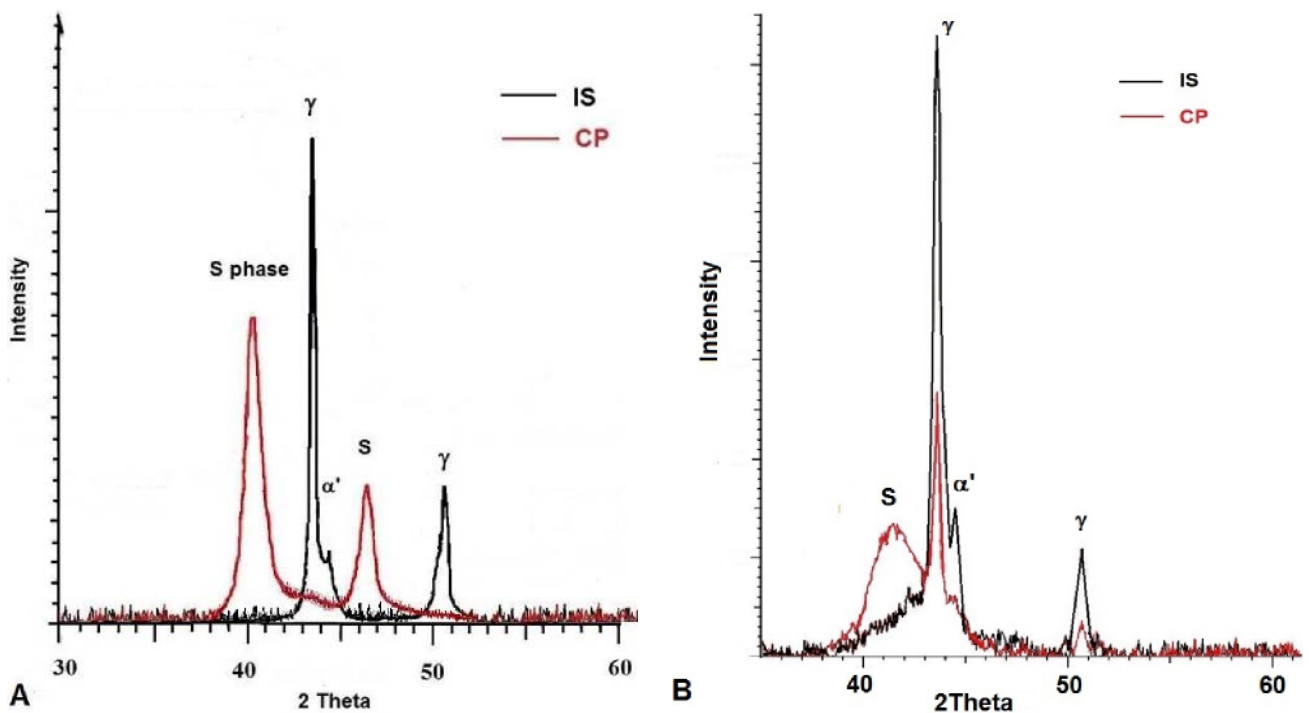 γ
IS
CP
S phase
α'
S
γ
Intensity
30
40
50
60
2 Theta
A
γ
IS
CP
S
α'
γ
Intensity
40
50
60
2Theta
B